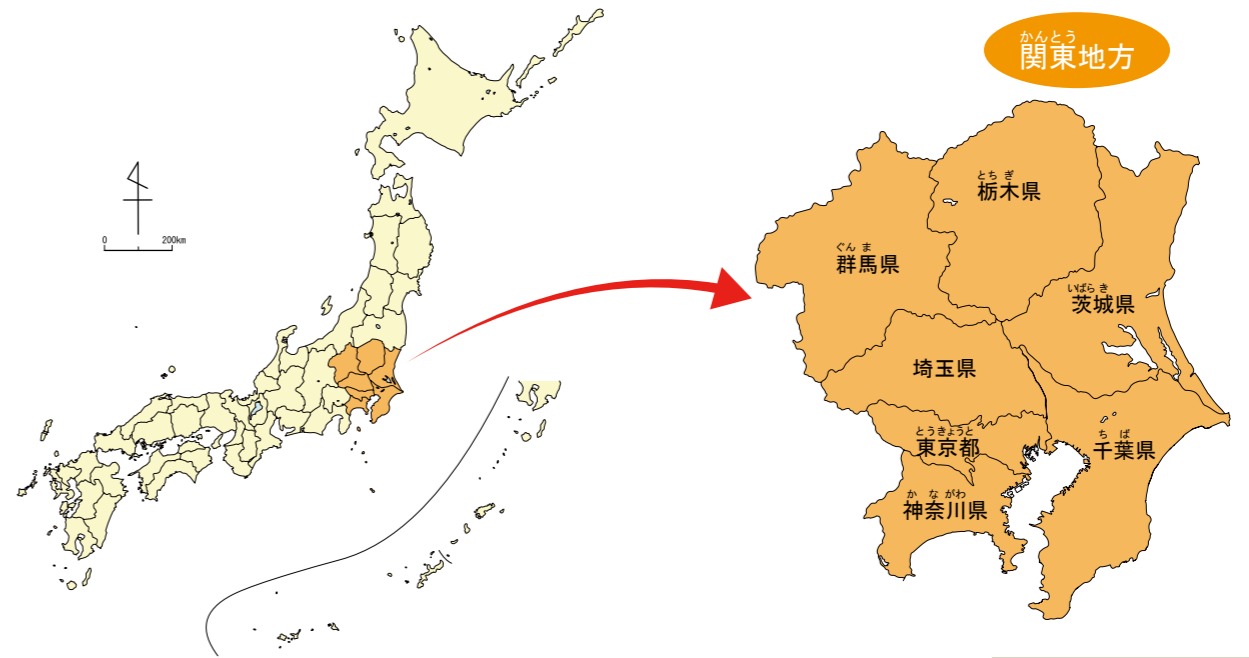 0 200km
かんとう
関東地方
とち ぎ
栃木県
ぐん ま
群馬県
いばら き
茨城県
埼玉県
とうきょうと
東京都
ち ば
千葉県
か な がわ
神奈川県